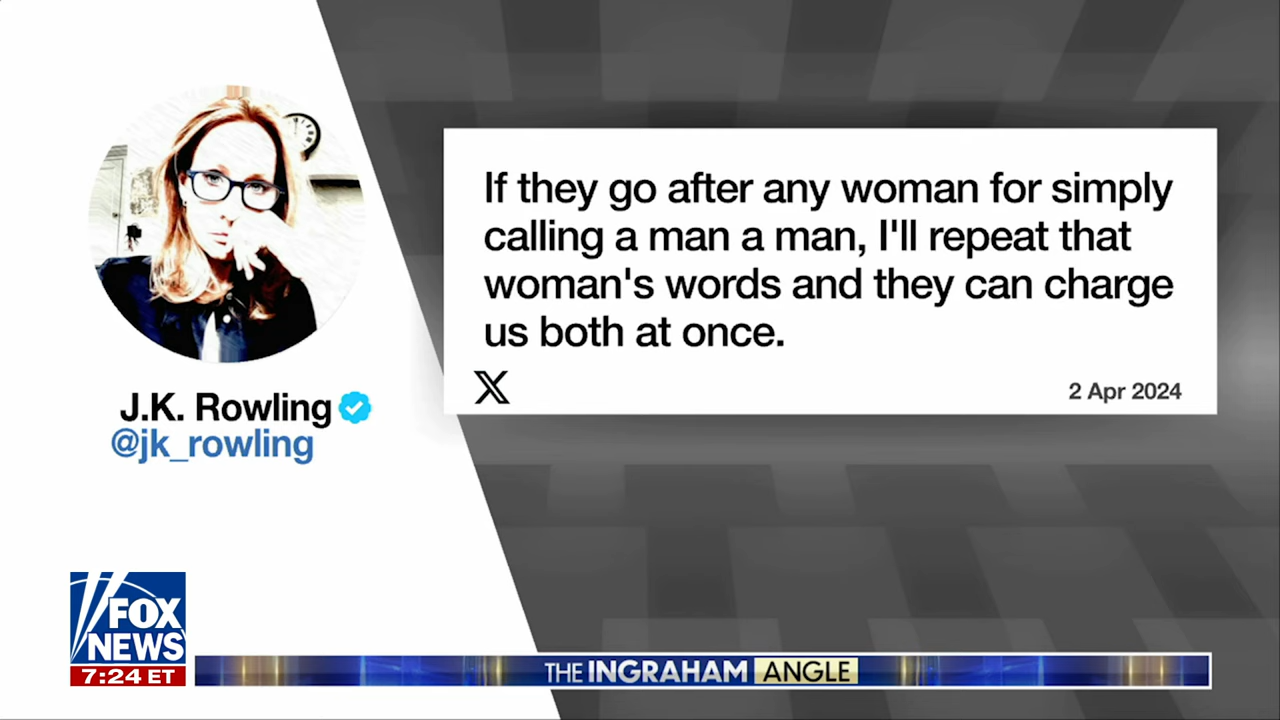 If they go after any woman for simply
calling a man a man, I'll repeat that
woman's words and they can charge
us both at once.
X
2 Apr 2024
J.K. Rowling
@jk_rowling
FOX
NEWS
7:24 ET
THE INGRAHAM ANGLE